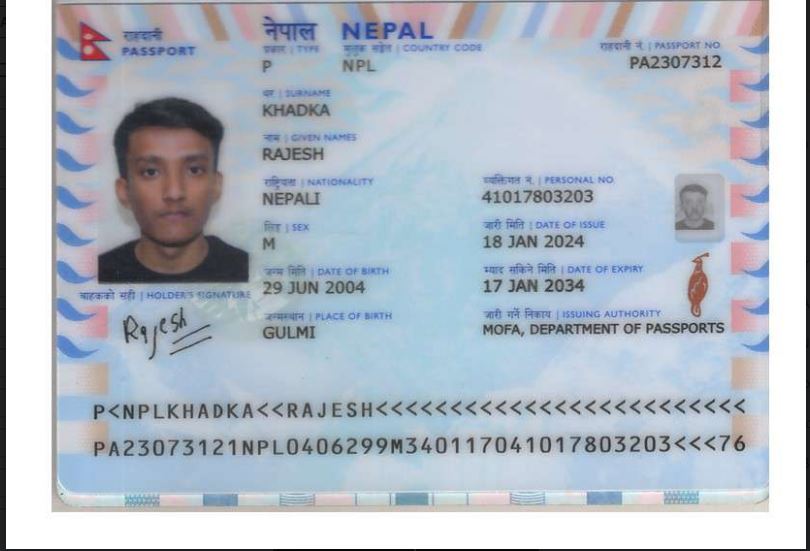 राहदानी
PASSPORT
नेपाल NEPAL
प्रकार | TYPE
मुलुक सङ्केत | COUNTRY CODE
राहदानी नं. | PASSPORT NO
P
NPL
PA2307312
थर | SURNAME
KHADKA
नाम | GIVEN NAMES
RAJESH
राष्ट्रियता | NATIONALITY
व्यक्तिगत नं. | PERSONAL NO
NEPALI
41017803203
लिङ्ग | SEX
जारी मिति | DATE OF ISSUE
M
18 JAN 2024
जन्म मिति | DATE OF BIRTH
म्याद सकिने मिति | DATE OF EXPIRY
29 JUN 2004
17 JAN 2034
वाहकको सही | HOLDER'S SIGNATURE
जन्मस्थान | PLACE OF BIRTH
जारी गर्ने निकाय | ISSUING AUTHORITY
Rajesh
GULMI
MOFA, DEPARTMENT OF PASSPORTS
P<NPLKHADKA<<RAJESH<<<<<<<<<<<<<<<<<<<<<<<<<
PA23073121NPL0406299M340117041017803203<<<76